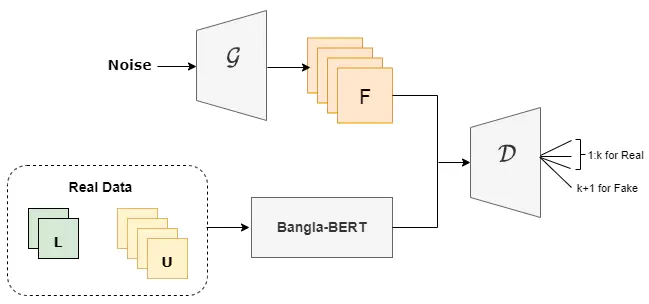 Noise
𝒢
F
Real Data
L
U
Bangla-BERT
𝒟
1:k for Real
k+1 for Fake